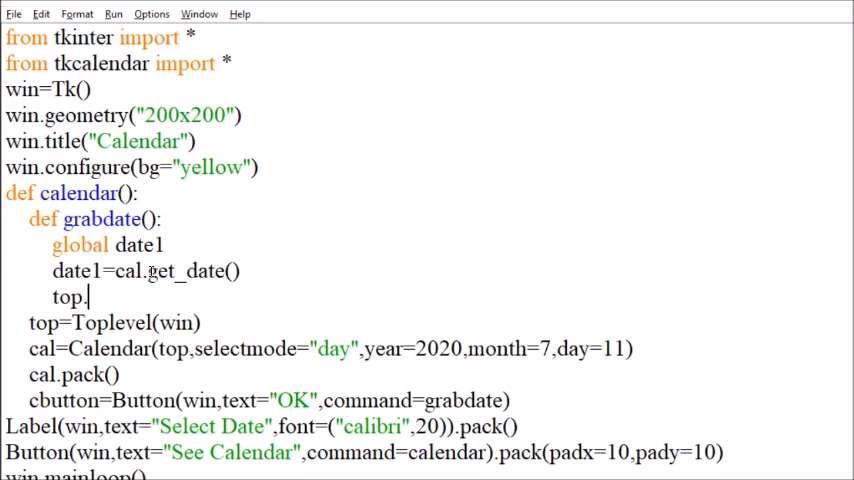 File Edit Format Run Options Window Help
from tkinter import *
from tkcalendar import *
win=Tk()
win.geometry("200x200")
win.title("Calendar")
win.configure(bg="yellow")
def calendar():
    def grabdate():
        global date1
        date1=cal.get_date()
        top.
    top=Toplevel(win)
    cal=Calendar(top,selectmode="day",year=2020,month=7,day=11)
    cal.pack()
    cbutton=Button(win,text="OK",command=grabdate)
Label(win,text="Select Date",font=("calibri",20)).pack()
Button(win,text="See Calendar",command=calendar).pack(padx=10,pady=10)
win.mainloop()